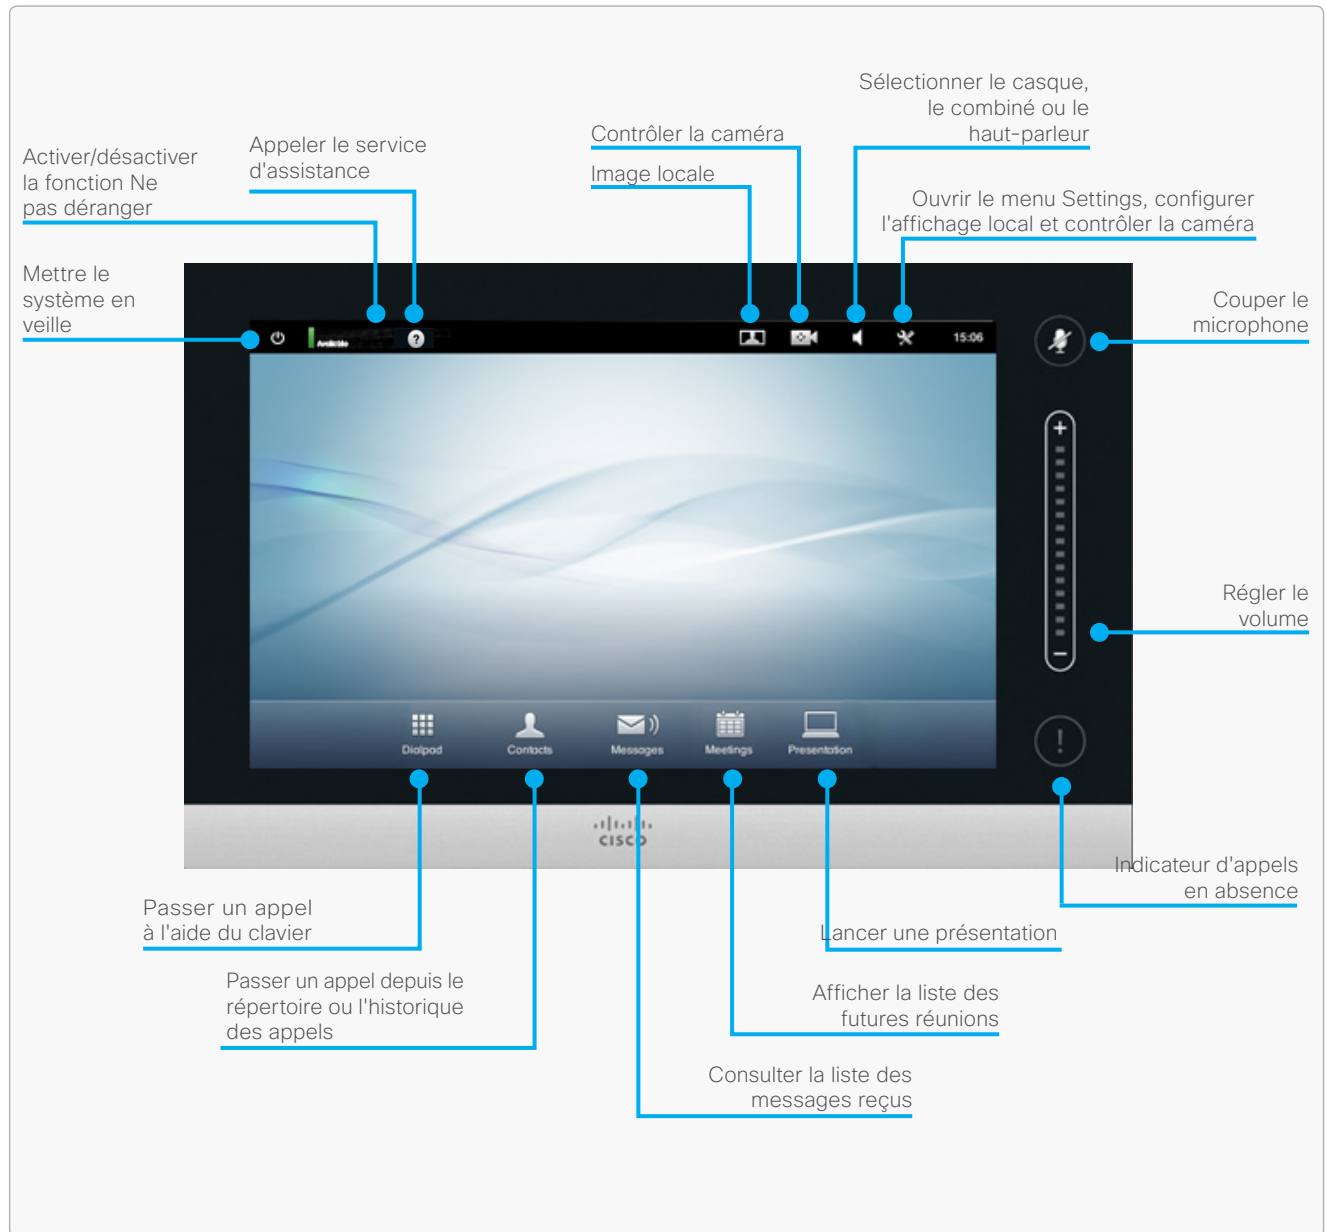 Sélectionner le casque,
le combiné ou le
haut-parleur
Contrôler la caméra
Image locale
Appeler le service
d'assistance
Activer/désactiver
la fonction Ne
pas déranger
Ouvrir le menu Settings, configurer
l'affichage local et contrôler la caméra
Mettre le
système en
veille
Couper le
microphone
?
15:06
+
Régler le
volume
−
Dialpad
Contacts
Messages
Meetings
Presentation
!
CISCO
Indicateur d'appels
en absence
Passer un appel
à l'aide du clavier
Lancer une présentation
Passer un appel depuis le
répertoire ou l'historique
des appels
Afficher la liste des
futures réunions
Consulter la liste des
messages reçus